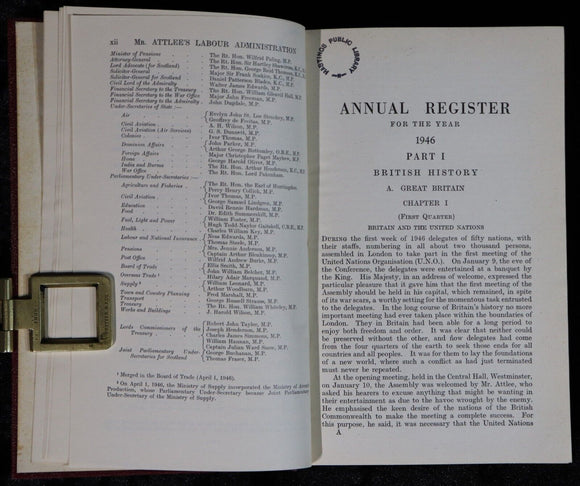 xii Mr. Attlee's Labour Administration
Minister of Pensions . The Rt. Hon. Wilfrid Paling, M.P.
Attorney-General . The Rt. Hon. Sir Hartley Shawcross, K.C., M.P.
Lord Advocate (for Scotland) . The Rt. Hon. George Reid Thomson, K.C., M.P.
Solicitor-General . Major Sir Frank Soskice, K.C., M.P.
Solicitor-General for Scotland Daniel Patterson Blades, K.C.
Civil Lord of Admiralty . Walter James Edwards, M.P.
Financial Secretary to the Treasury The Rt. Hon. William Glenvil Hall, M.P.
Financial Secretary to the War Office Major John Freeman, M.P.
Financial Secretary to the Admiralty . John Dugdale, M.P.
Under-Secretaries of State :—
Air . Evelyn John St. Loe Strachey, M.P.
Geoffrey de Freitas, M.P.
Civil Aviation . A. H. Wilson, M.P.
Civil Aviation (Air Services) G. S. Dunnett, M.P.
Colonies . Ivor Thomas, M.P.
Dominions Affairs . John Parker, M.P.
Arthur George Bottomley, O.B.E., M.P.
Foreign Affairs . Major Christopher Paget Mayhew, M.P.
Home . George Harold Oliver, M.P.
India and Burma . The Rt. Hon. Arthur Henderson, K.C., M.P.
War Office . The Rt. Hon. Lord Pakenham.
Parliamentary Under-Secretaries :—
Agriculture and Fisheries . The Rt. Hon. the Earl of Huntingdon.
Percy Henry Collick, M.P.
Civil Aviation . Ivor Thomas, M.P.
George Samuel Lindgren, M.P.
Education . David Rennie Hardman, M.P.
Food . Dr. Edith Summerskill, M.P.
Fuel, Light and Power . William Foster, M.P.
Hugh Todd-Naylor Gaitskell, C.B.E., M.P.
Health . Charles William Key, M.P.
Labour and National Insurance . Ness Edwards, M.P.
Thomas Steele, M.P.
Pensions . Mrs. Jennie Adamson, M.P.
Captain Arthur Blenkinsop, M.P.
Post Office . Wilfred Andrew Burke, M.P.
Board of Trade . Ellis Smith, M.P.
John William Belcher, M.P.
Overseas Trade ¹ . Hilary Adair Marquand, M.P.
Supply ² . William Leonard, M.P.
Arthur Woodburn, M.P.
Town and Country Planning . Fred Marshall, M.P.
Transport . George Russell Strauss, M.P.
Treasury . The Rt. Hon. William Whiteley, M.P.
Works and Buildings . J. Harold Wilson, M.P.
Lords Commissioners of the Treasury . Robert John Taylor, M.P.
Joseph Henderson, M.P.
Charles James Simmons, M.P.
William Hannan, M.P.
Captain Julian Ward Snow, M.P.
Joint Parliamentary Under-Secretaries for Scotland . George Buchanan, M.P.
Thomas Fraser, M.P.
¹ Merged in the Board of Trade (April 1, 1946).
² On April 1, 1946, the Ministry of Supply incorporated the Ministry of Aircraft
Production, whose Parliamentary Under-Secretary became Joint Parliamentary
Under-Secretary of the Ministry of Supply.
HASTINGS PUBLIC LIBRARY
ANNUAL REGISTER
FOR THE YEAR
1946
PART I
BRITISH HISTORY
A. GREAT BRITAIN
CHAPTER I
(First Quarter)
BRITAIN AND THE UNITED NATIONS
During the first week of 1946 delegates of fifty nations, with
their staffs, numbering in all about two thousand persons,
assembled in London to take part in the first meeting of the
United Nations Organisation (U.N.O.). On January 9, the eve of
the Conference, the delegates were entertained at a banquet by
the King. His Majesty, in an address of welcome, expressed the
particular pleasure that it gave him that the first meeting of the
Assembly should be held in his capital, which remained, in spite
of its war scars, a worthy setting for the momentous task entrusted
to the delegates. In the long course of Britain's history no more
important meeting had ever taken place within the boundaries of
London. They in Britain had been able for a long period to
enjoy both freedom and order. It was clear that neither could
be preserved without the other, and now delegates had come
from the four quarters of the earth to seek these ends for all
countries and all peoples. It was for them to lay the foundations
of a new world, where such a conflict as had just terminated
must never be repeated.
At the opening meeting, held in the Central Hall, Westminster,
on January 10, the Assembly was welcomed by Mr. Attlee, who
asked his hearers to excuse anything that might be wanting in
their entertainment as due to the havoc wrought by the enemy.
He emphasised the keen desire of the nations of the British
Commonwealth to make the meeting a complete success. For
this purpose, he said, it was necessary that the United Nations
A